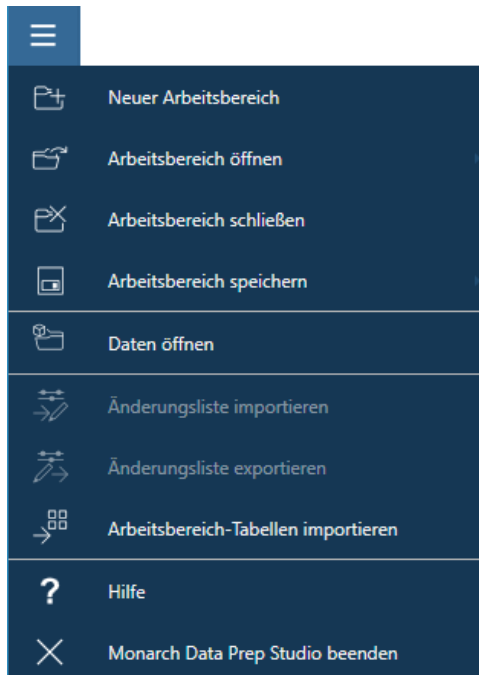 Neuer Arbeitsbereich
Arbeitsbereich öffnen
Arbeitsbereich schließen
Arbeitsbereich speichern
Daten öffnen
Änderungsliste importieren
Änderungsliste exportieren
Arbeitsbereich-Tabellen importieren
? Hilfe
Monarch Data Prep Studio beenden